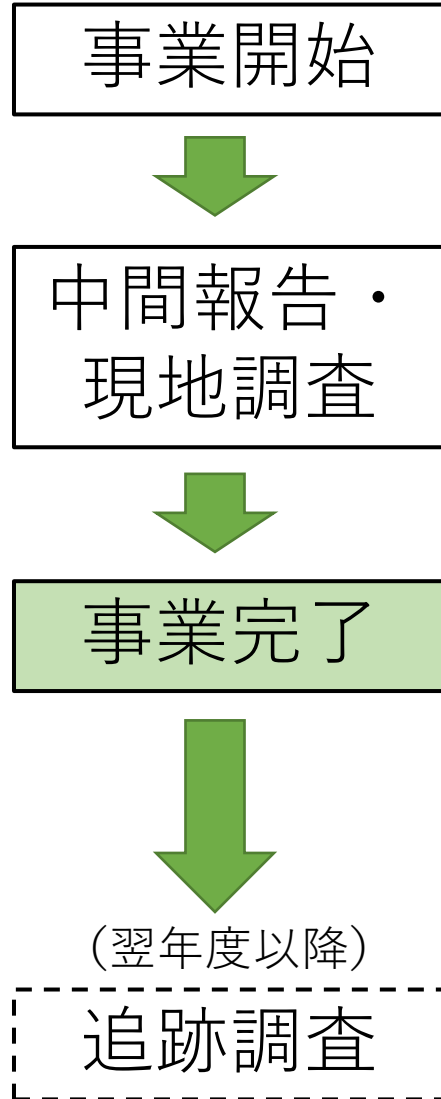 事業開始
中間報告・
現地調査
事業完了
（翌年度以降）
追跡調査